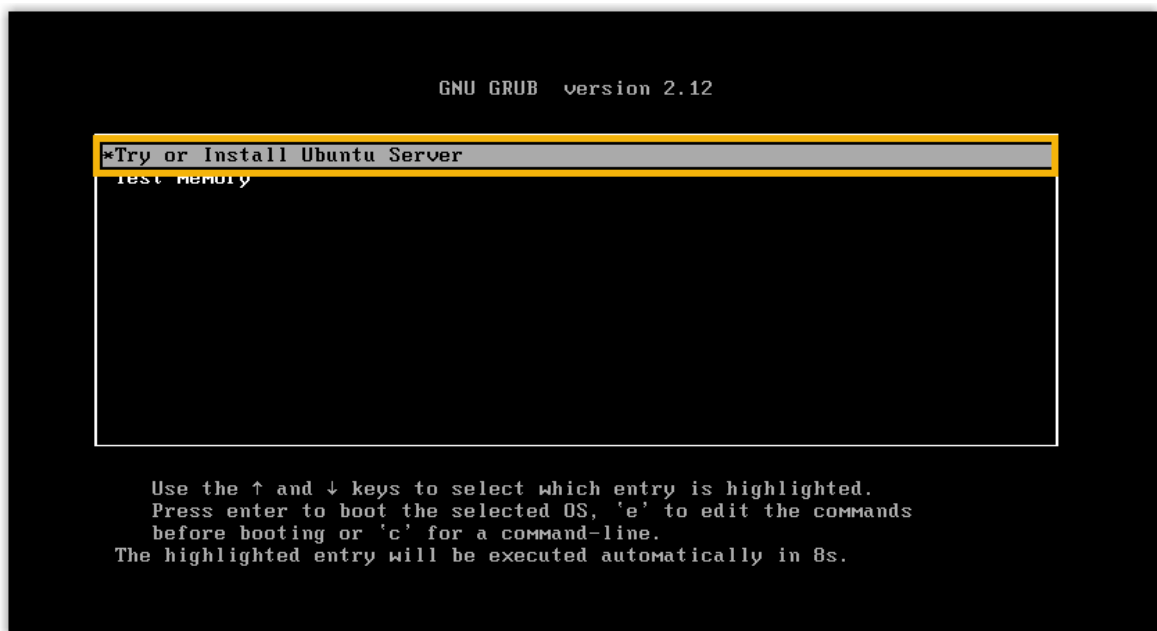 GNU GRUB version 2.12
*Try or Install Ubuntu Server
Test memory
Use the ↑ and ↓ keys to select which entry is highlighted.
Press enter to boot the selected OS, `e' to edit the commands
before booting or `c' for a command-line.
The highlighted entry will be executed automatically in 8s.